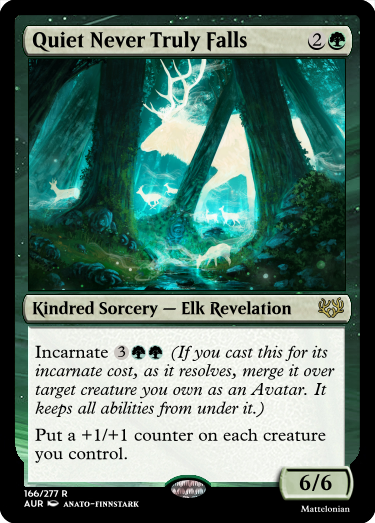 Quiet Never Truly Falls 2
Kindred Sorcery — Elk Revelation
Incarnate 3 (If you cast this for its
incarnate cost, as it resolves, merge it over
target creature you own as an Avatar. It
keeps all abilities from under it.)
Put a +1/+1 counter on each creature
you control.
6/6
166/277 R
AUR ANATO-FINNSTARK
Mattelonian